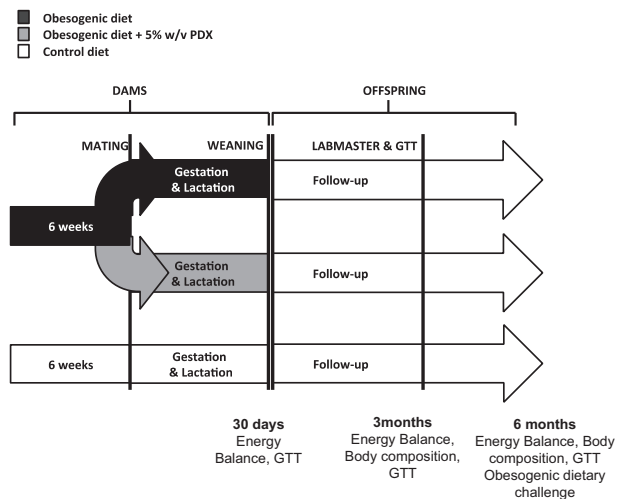 Obesogenic diet
Obesogenic diet + 5% w/v PDX
Control diet
DAMS
OFFSPRING
MATING
WEANING
LABMASTER & GTT
Gestation
& Lactation
Follow-up
6 weeks
Gestation
& Lactation
Follow-up
6 weeks
Gestation
& Lactation
Follow-up
30 days
Energy
Balance, GTT
3months
Energy Balance,
Body composition,
GTT
6 months
Energy Balance, Body
composition, GTT
Obesogenic dietary
challenge